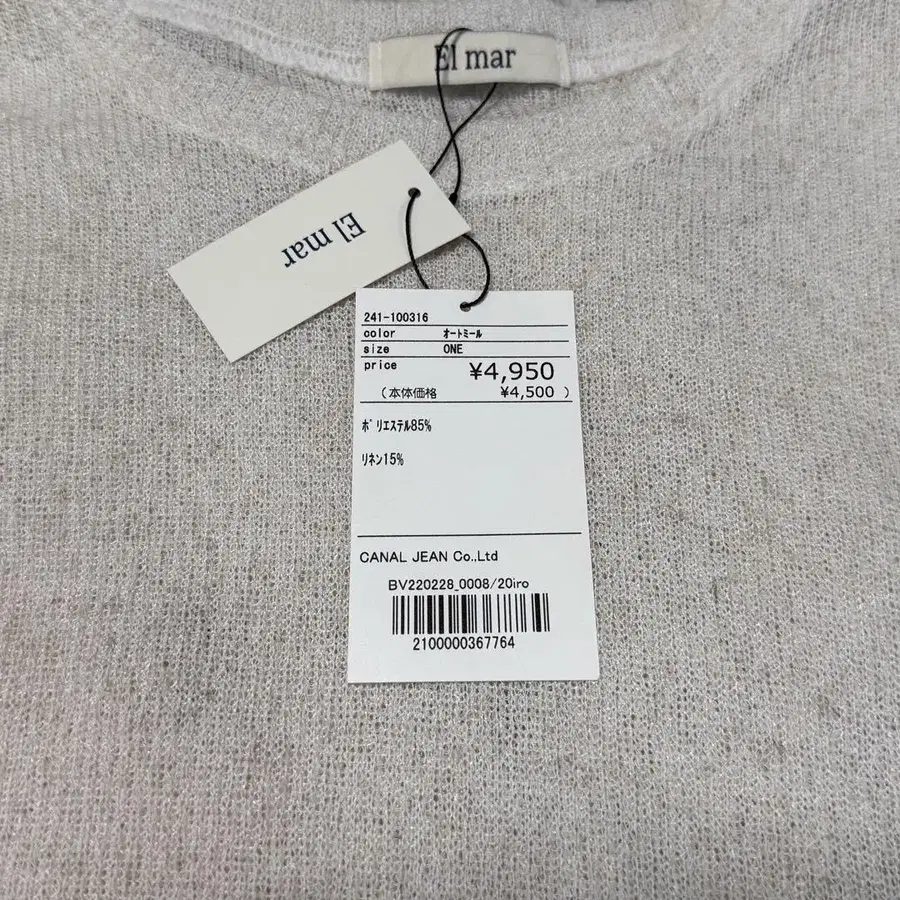 El mar
El mar
241-100316
color オートミール
size ONE
price ¥4,950
(本体価格 ¥4,500 )
ポリエステル85%
リネン15%
CANAL JEAN Co.,Ltd
BV220228_0008/20iro
2100000367764